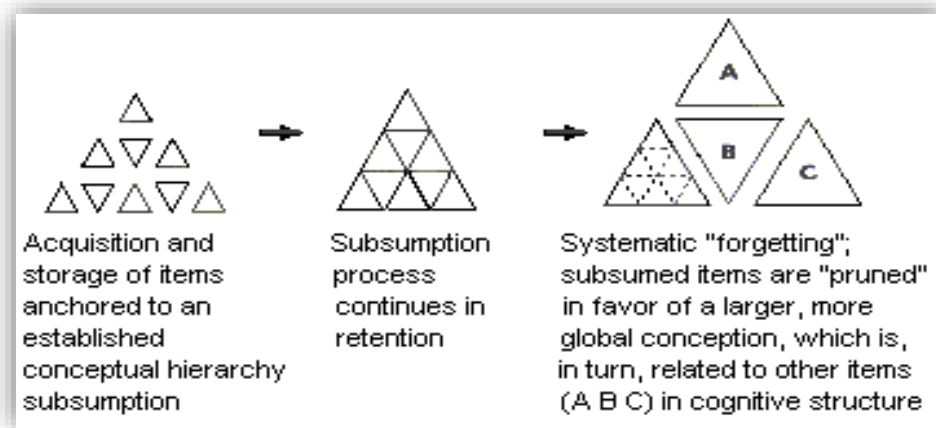 A
B
C
Acquisition and
storage of items
anchored to an
established
conceptual hierarchy
subsumption
Subsumption
process
continues in
retention
Systematic "forgetting";
subsumed items are "pruned"
in favor of a larger, more
global conception, which is,
in turn, related to other items
(A B C) in cognitive structure